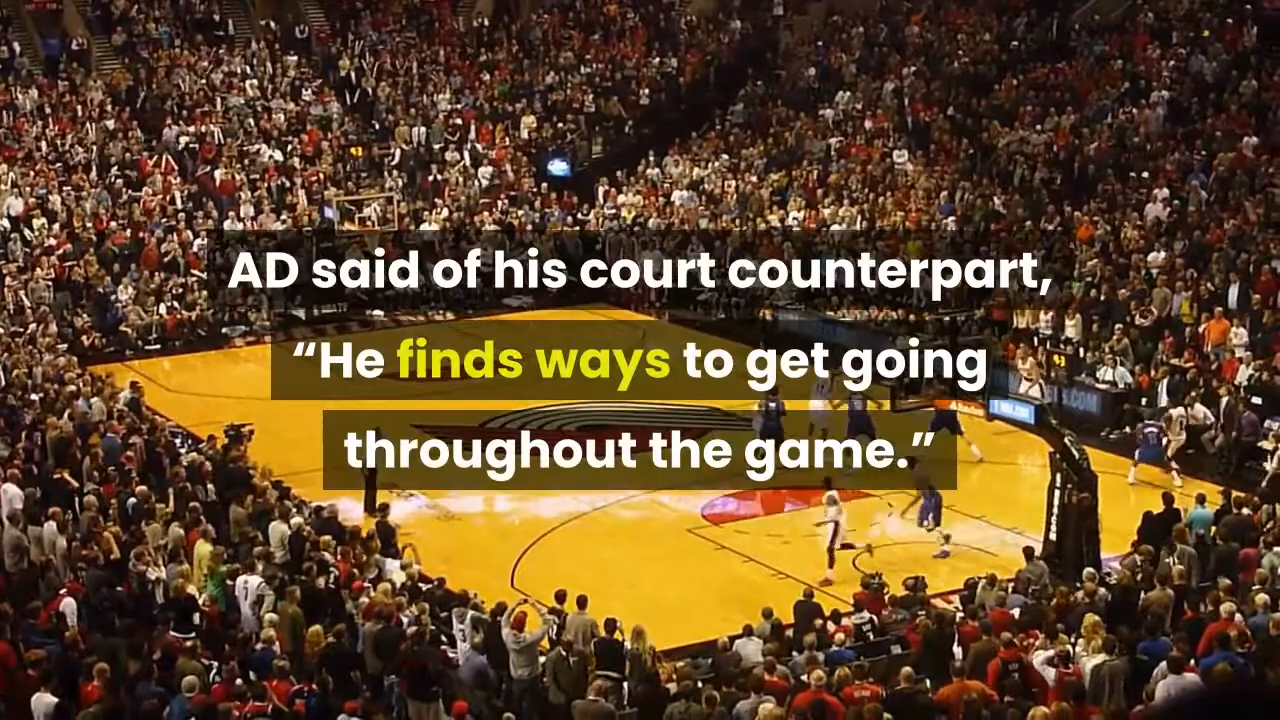 AD said of his court counterpart,
“He finds ways to get going
throughout the game.”